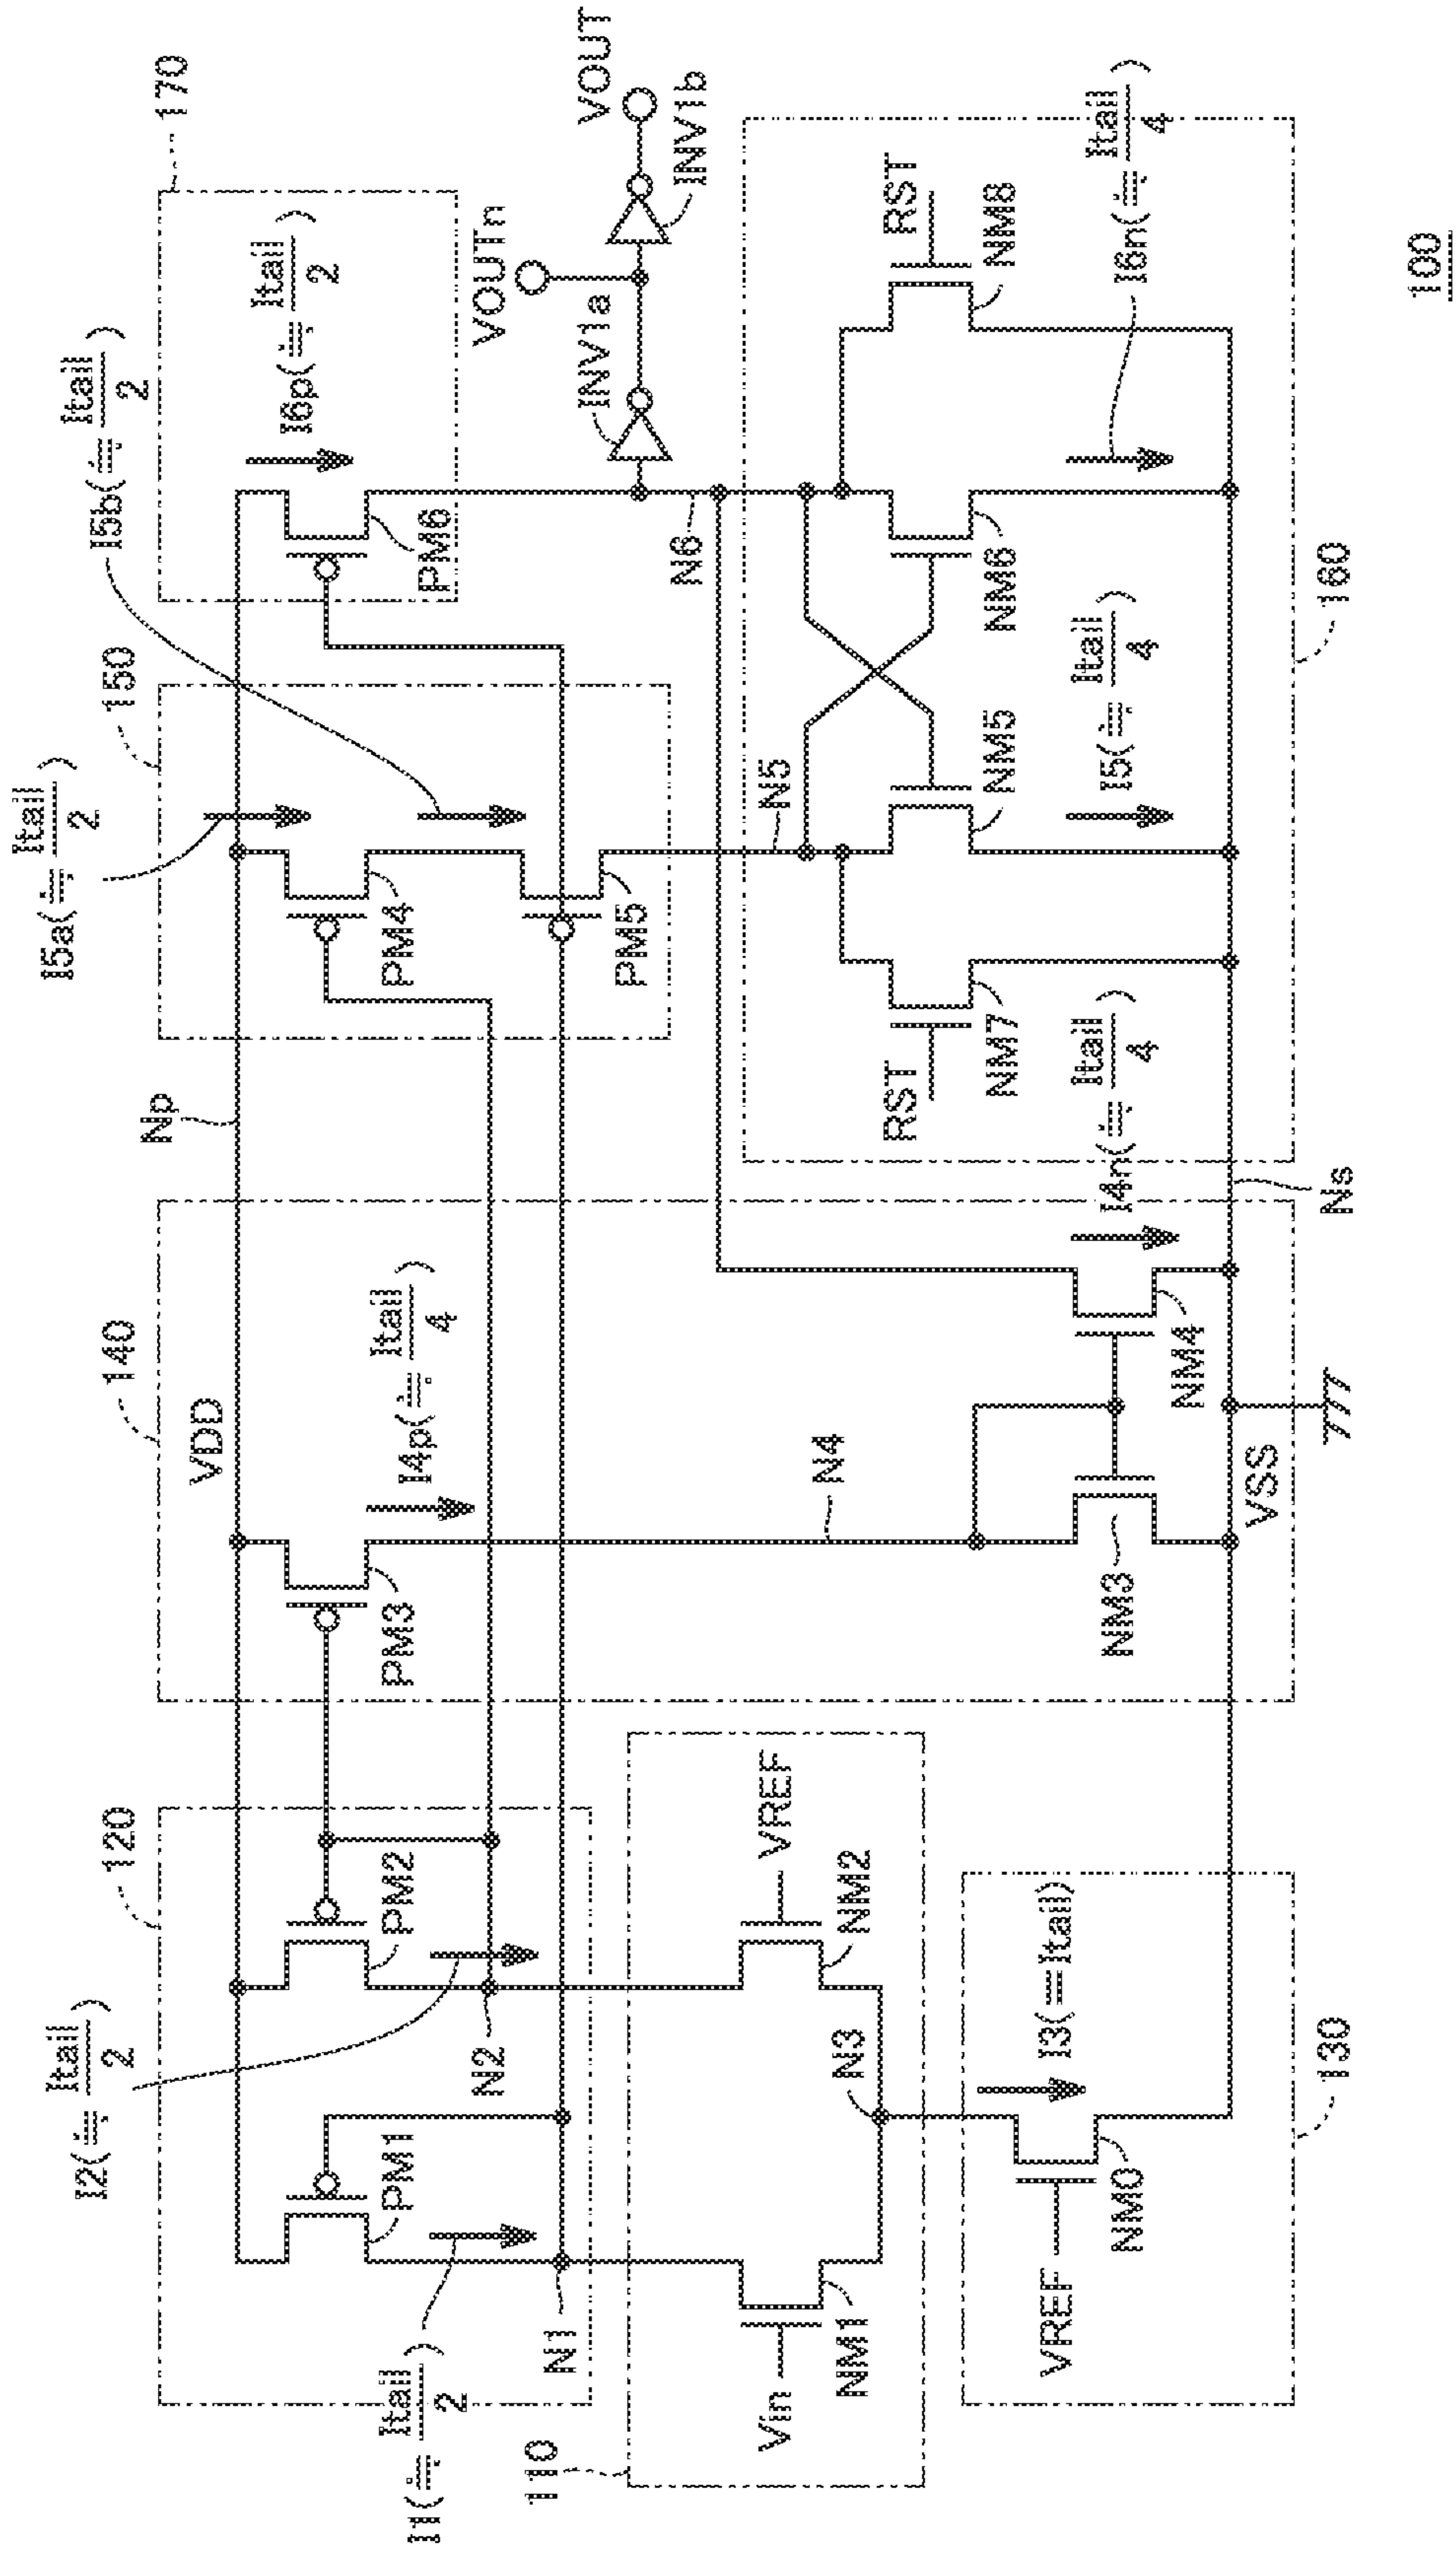 100
I5a(≒Itail/2)
I5b(≒Itail/2)
I2(≒Itail/2)
I1(≒Itail/2)
120
140
150
170
VDD
Np
PM1
PM2
PM3
PM4
PM5
PM6
I4p(≒Itail/4)
I6p(≒Itail/2)
N1
N2
N3
N4
N5
N6
VOUTn
VOUT
INV1a
INV1b
110
Vin
NM1
NM2
VREF
130
VREF
NM0
I3(=Itail)
NM3
NM4
VSS
Ns
I4n(≒Itail/4)
160
RST
NM7
NM5
I5(≒Itail/4)
NM6
RST
NM8
I6n(≒Itail/4)